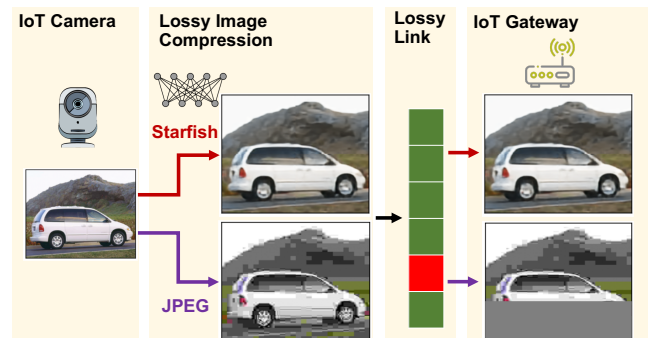 IoT Camera
Lossy Image
Compression
Lossy
Link
IoT Gateway
Starfish
JPEG